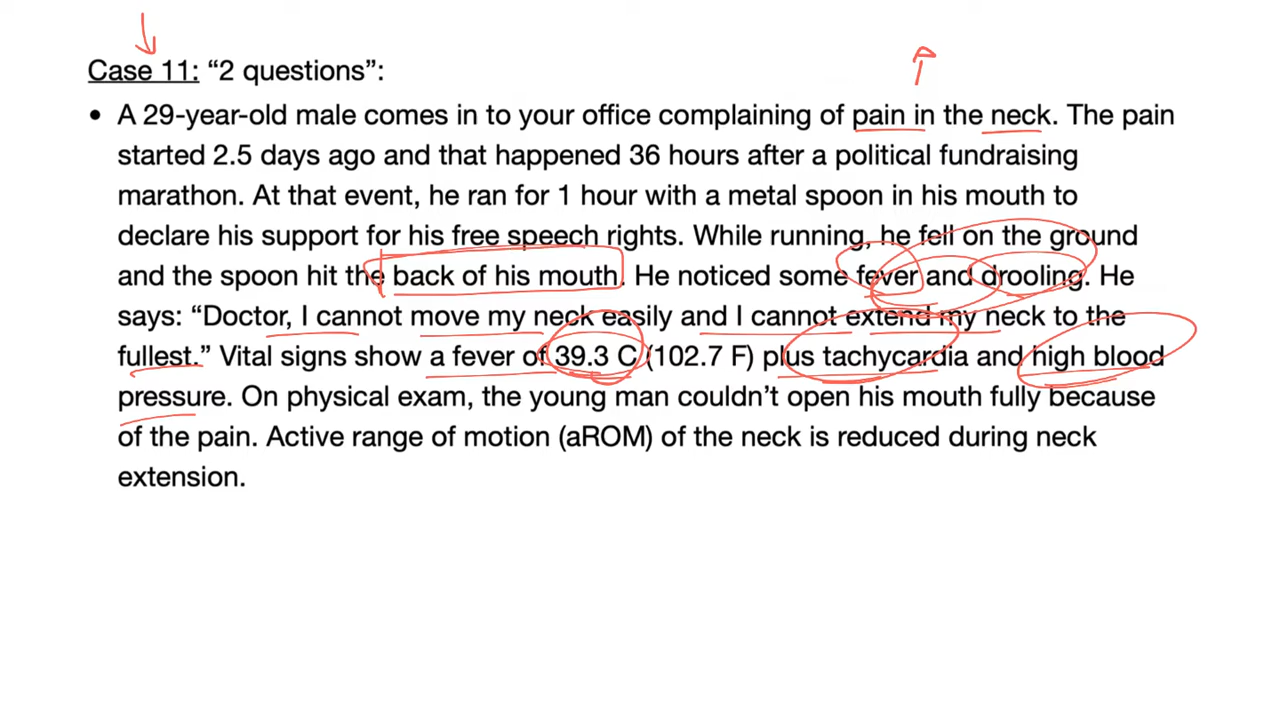 Case 11: “2 questions”:
• A 29-year-old male comes in to your office complaining of pain in the neck. The pain
started 2.5 days ago and that happened 36 hours after a political fundraising
marathon. At that event, he ran for 1 hour with a metal spoon in his mouth to
declare his support for his free speech rights. While running, he fell on the ground
and the spoon hit the back of his mouth. He noticed some fever and drooling. He
says: “Doctor, I cannot move my neck easily and I cannot extend my neck to the
fullest.” Vital signs show a fever of 39.3 C (102.7 F) plus tachycardia and high blood
pressure. On physical exam, the young man couldn’t open his mouth fully because
of the pain. Active range of motion (aROM) of the neck is reduced during neck
extension.